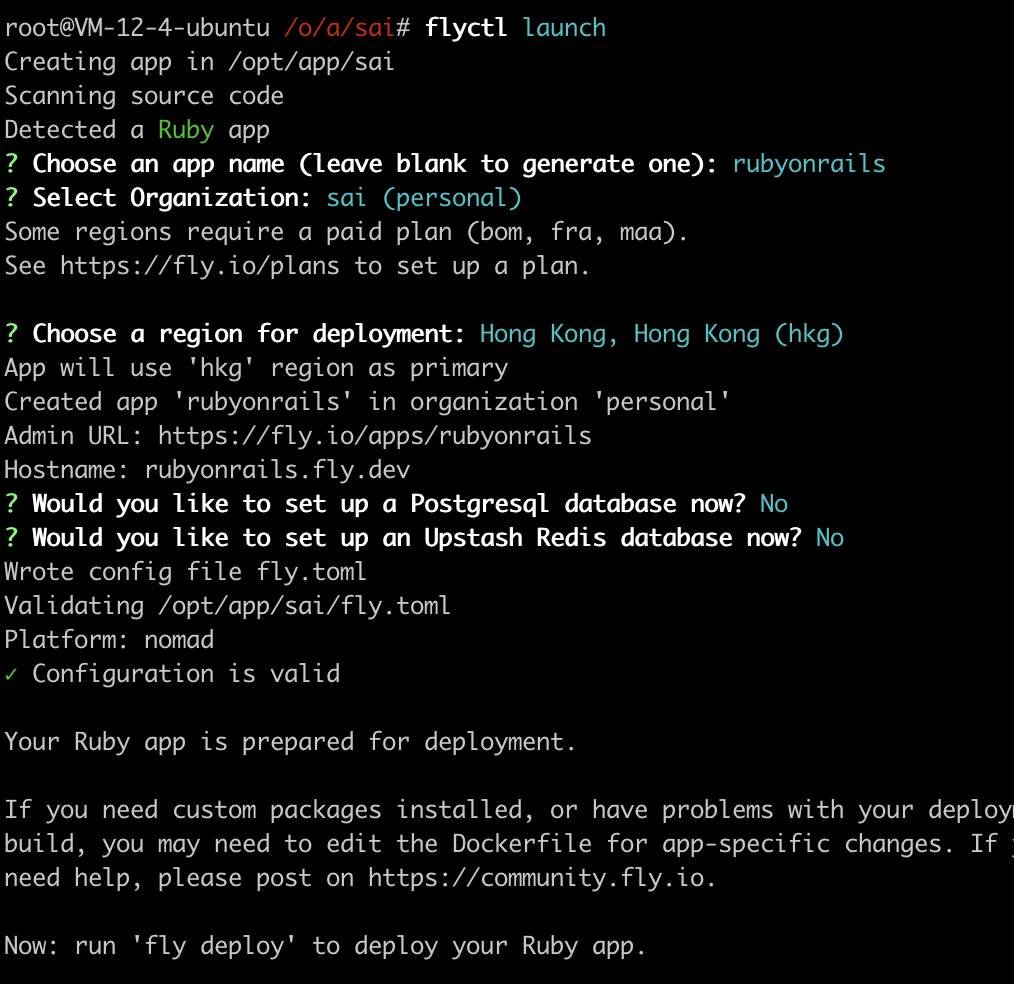 root@VM-12-4-ubuntu /o/a/sai# flyctl launch
Creating app in /opt/app/sai
Scanning source code
Detected a Ruby app
? Choose an app name (leave blank to generate one): rubyonrails
? Select Organization: sai (personal)
Some regions require a paid plan (bom, fra, maa).
See https://fly.io/plans to set up a plan.
? Choose a region for deployment: Hong Kong, Hong Kong (hkg)
App will use 'hkg' region as primary
Created app 'rubyonrails' in organization 'personal'
Admin URL: https://fly.io/apps/rubyonrails
Hostname: rubyonrails.fly.dev
? Would you like to set up a Postgresql database now? No
? Would you like to set up an Upstash Redis database now? No
Wrote config file fly.toml
Validating /opt/app/sai/fly.toml
Platform: nomad
✓ Configuration is valid
Your Ruby app is prepared for deployment.
If you need custom packages installed, or have problems with your
build, you may need to edit the Dockerfile for app-specific changes. If
need help, please post on https://community.fly.io.
Now: run 'fly deploy' to deploy your Ruby app.